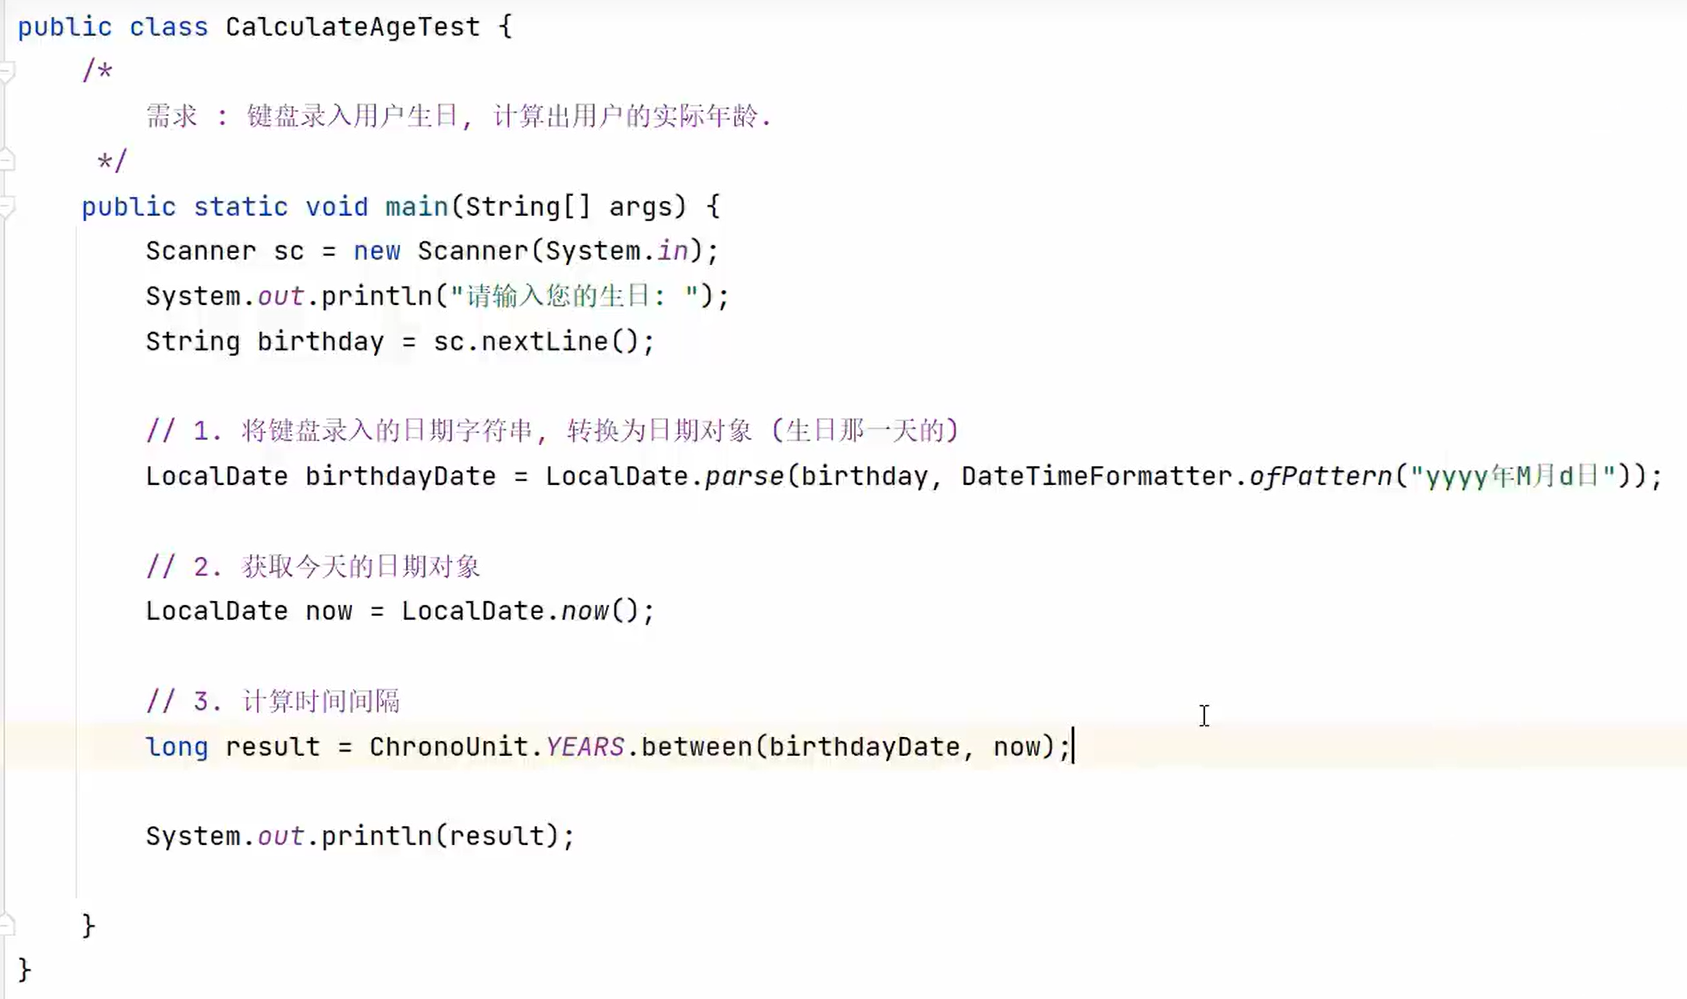 public class CalculateAgeTest {
/*
需求 : 键盘录入用户生日, 计算出用户的实际年龄.
*/
public static void main(String[] args) {
Scanner sc = new Scanner(System.in);
System.out.println("请输入您的生日: ");
String birthday = sc.nextLine();
// 1. 将键盘录入的日期字符串, 转换为日期对象 (生日那一天的)
LocalDate birthdayDate = LocalDate.parse(birthday, DateTimeFormatter.ofPattern("yyyy年M月d日"));
// 2. 获取今天的日期对象
LocalDate now = LocalDate.now();
// 3. 计算时间间隔
long result = ChronoUnit.YEARS.between(birthdayDate, now);
System.out.println(result);
}
}